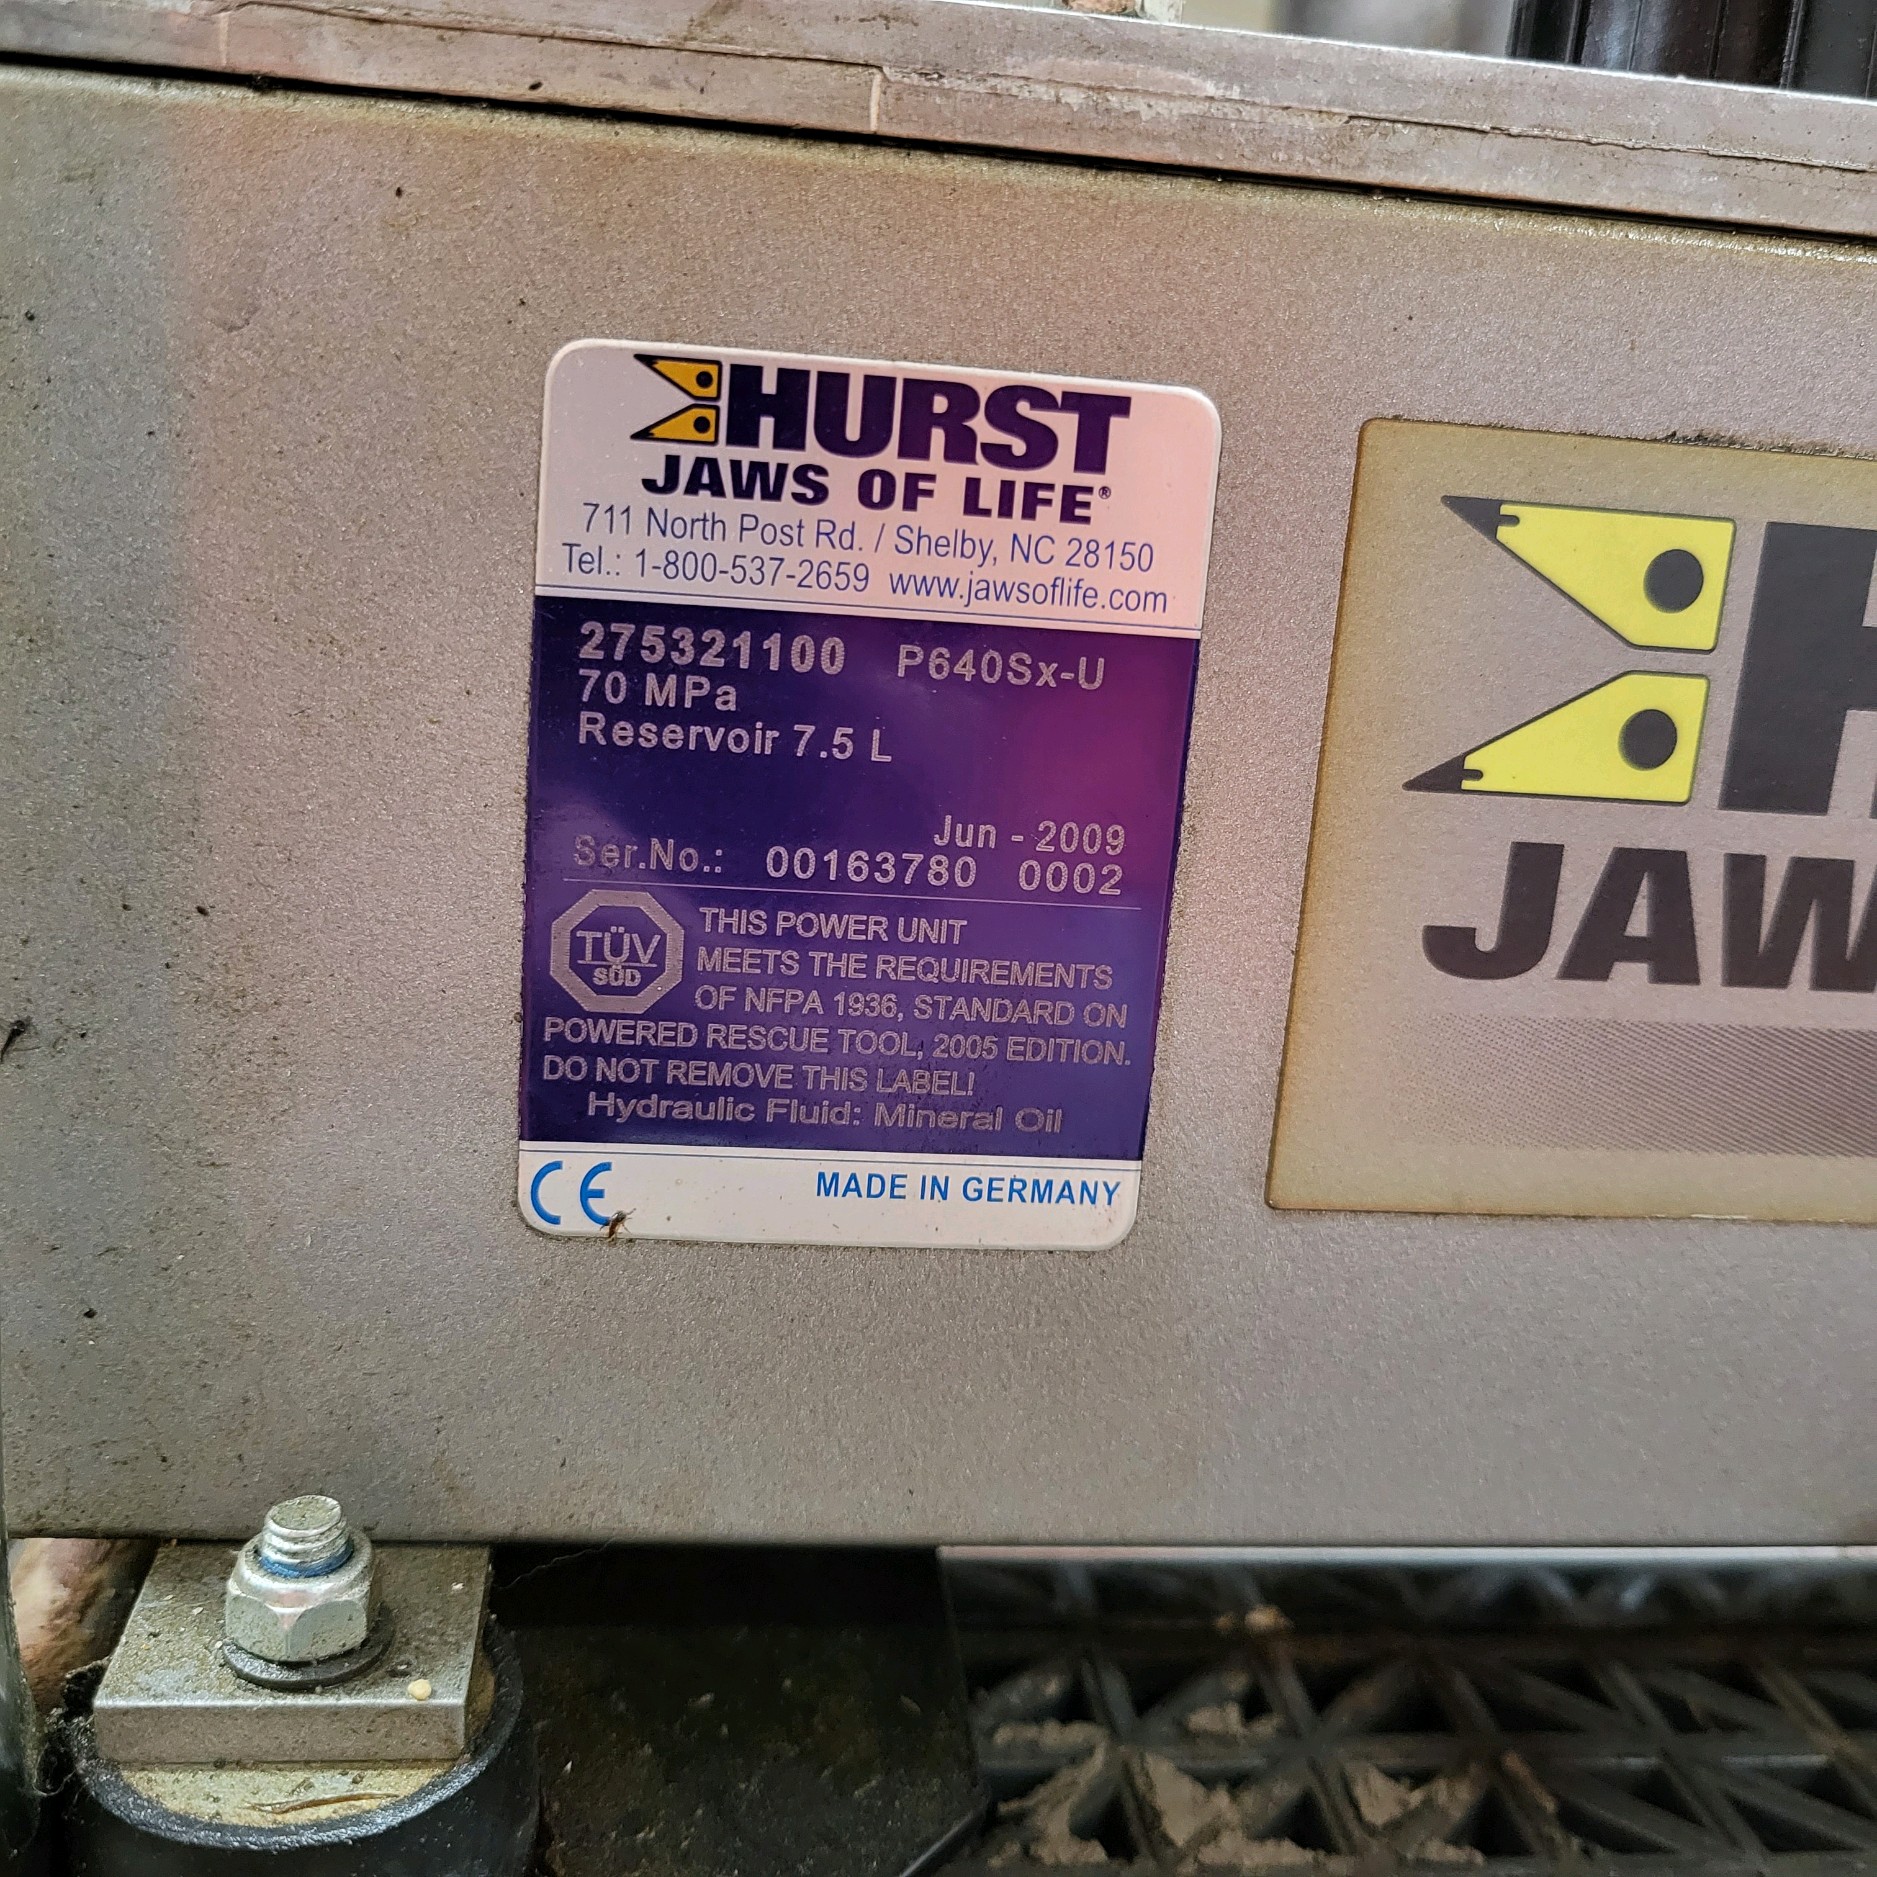 HURST
JAWS OF LIFE®
711 North Post Rd. / Shelby, NC 28150
Tel.: 1-800-537-2659 www.jawsoflife.com
275321100 P640Sx-U
70 MPa
Reservoir 7.5 L
Jun - 2009
Ser.No.: 00163780 0002
TÜV
SÜD
THIS POWER UNIT
MEETS THE REQUIREMENTS
OF NFPA 1936, STANDARD ON
POWERED RESCUE TOOL, 2005 EDITION.
DO NOT REMOVE THIS LABEL!
Hydraulic Fluid: Mineral Oil
CE MADE IN GERMANY
H
JAW